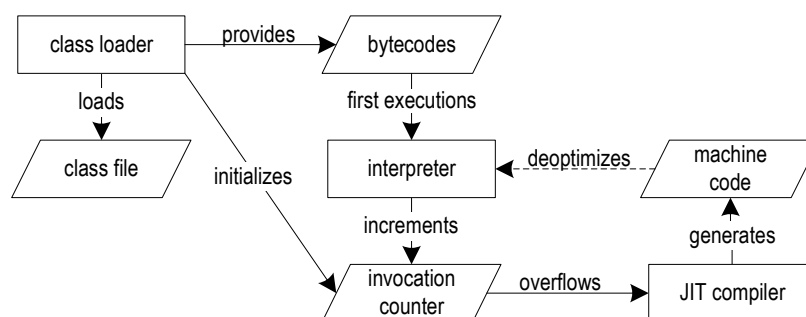 class loader
provides
bytecodes
loads
first executions
class file
initializes
interpreter
deoptimizes
machine
code
increments
generates
invocation
counter
overflows
JIT compiler